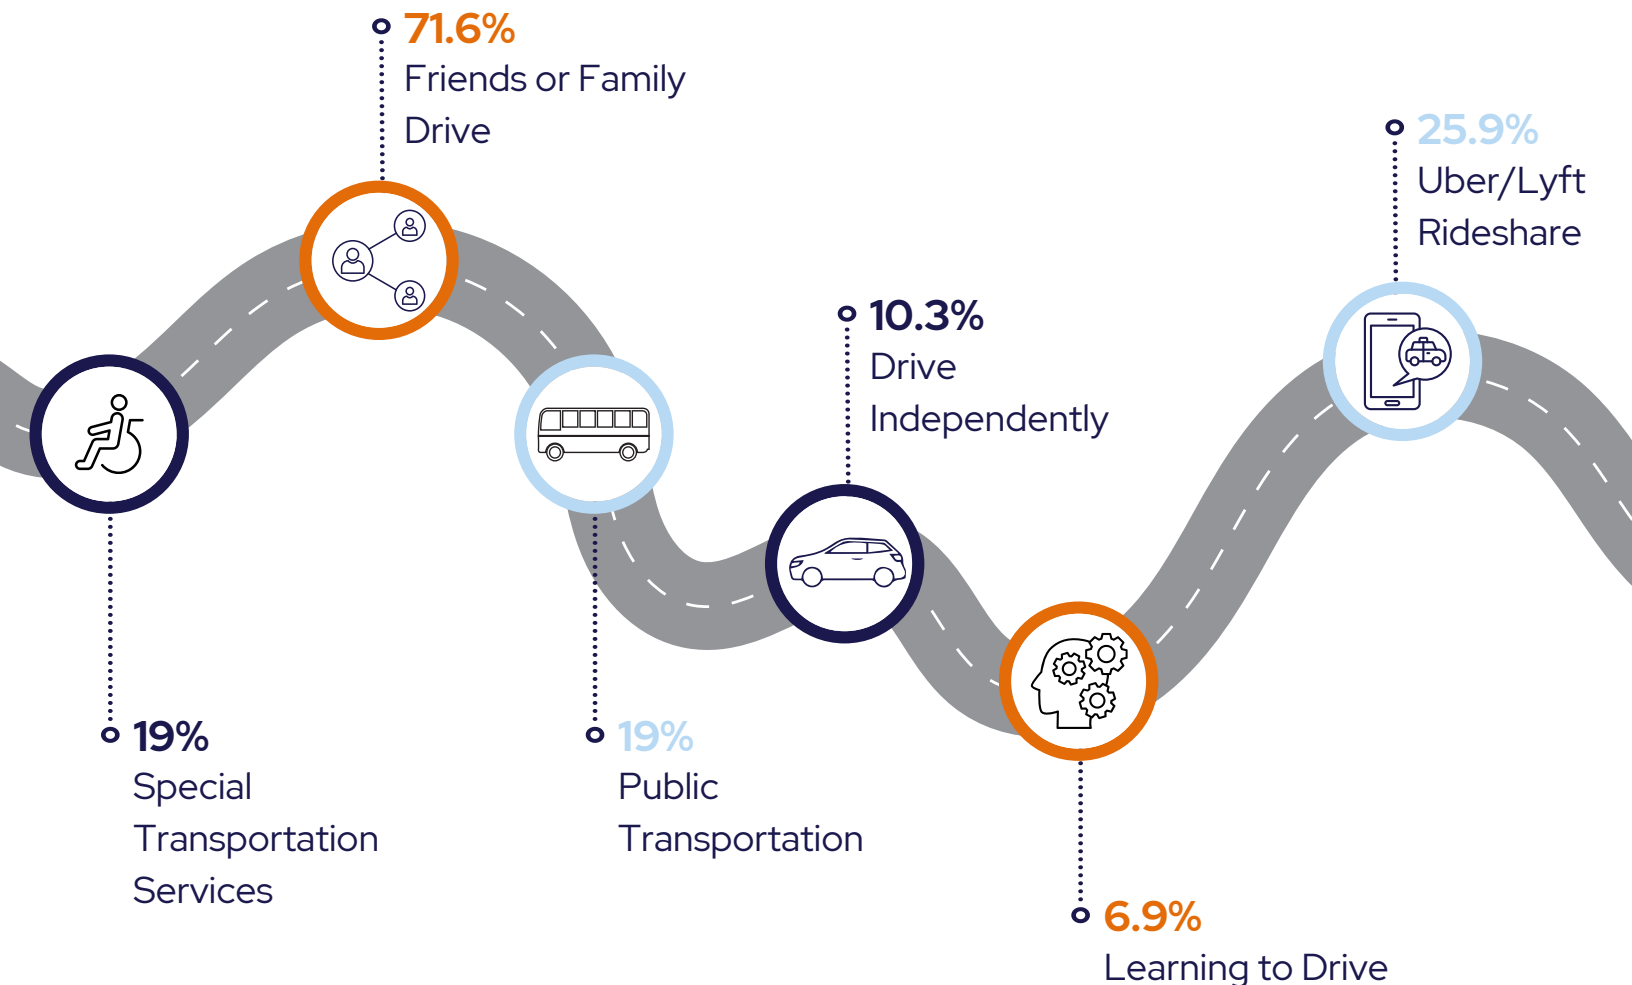 71.6%
Friends or Family
Drive
25.9%
Uber/Lyft
Rideshare
10.3%
Drive
Independently
19%
Special
Transportation
Services
19%
Public
Transportation
6.9%
Learning to Drive